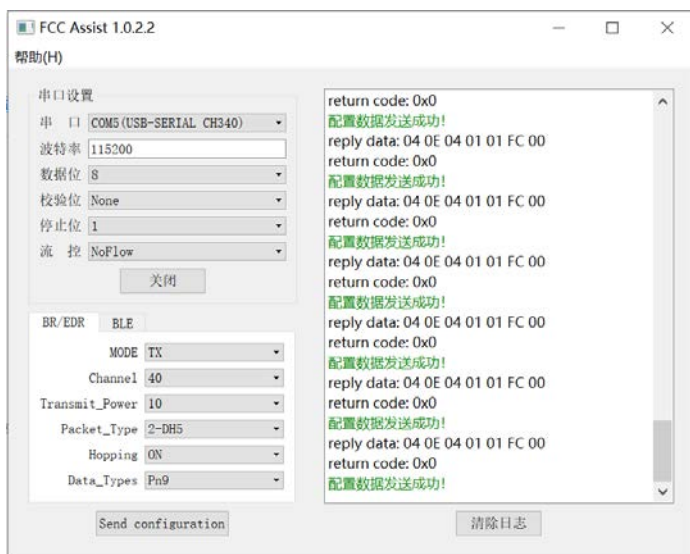 FCC Assist 1.0.2.2
帮助(H)
串口设置
串 口 COM5(USB-SERIAL CH340)
波特率 115200
数据位 8
校验位 None
停止位 1
流 控 NoFlow
关闭
BR/EDR BLE
MODE TX
Channel 40
Transmit_Power 10
Packet_Type 2-DH5
Hopping ON
Data_Types Pn9
Send configuration
return code: 0x0
配置数据发送成功!
reply data: 04 0E 04 01 01 FC 00
return code: 0x0
配置数据发送成功!
reply data: 04 0E 04 01 01 FC 00
return code: 0x0
配置数据发送成功!
reply data: 04 0E 04 01 01 FC 00
return code: 0x0
配置数据发送成功!
reply data: 04 0E 04 01 01 FC 00
return code: 0x0
配置数据发送成功!
reply data: 04 0E 04 01 01 FC 00
return code: 0x0
配置数据发送成功!
reply data: 04 0E 04 01 01 FC 00
return code: 0x0
配置数据发送成功!
清除日志